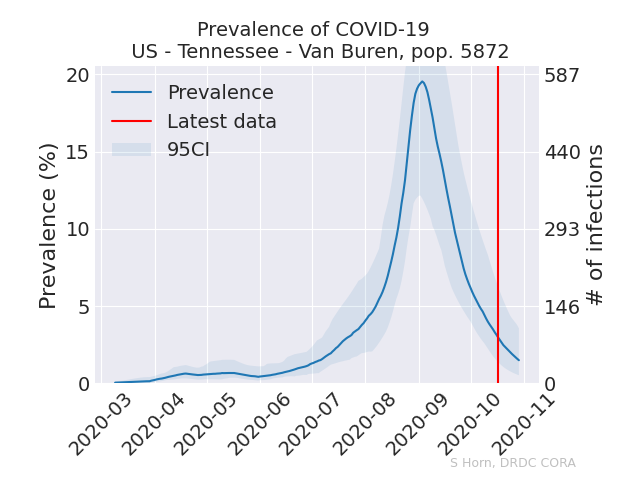 Prevalence of COVID-19
US - Tennessee - Van Buren, pop. 5872
Prevalence
Latest data
95CI
Prevalence (%)
20
15
10
5
0
587
440
293
146
0
# of infections
2020-03
2020-04
2020-05
2020-06
2020-07
2020-08
2020-09
2020-10
2020-11
S Horn, DRDC CORA